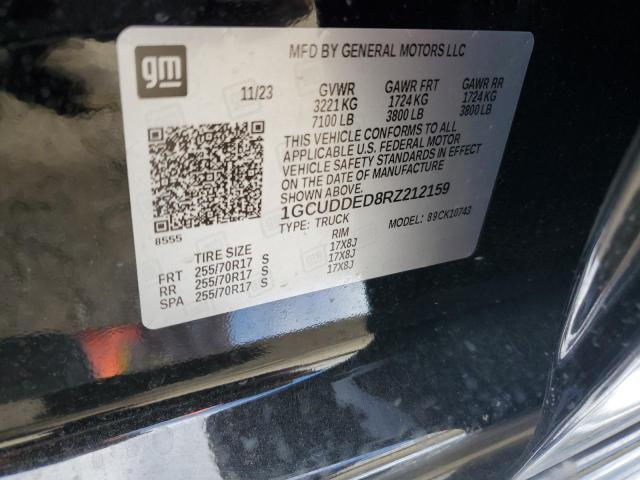 gm
MFD BY GENERAL MOTORS LLC
11/23 GVWR GAWR FRT GAWR RR
3221 KG 1724 KG 1724 KG
7100 LB 3800 LB 3800 LB
THIS VEHICLE CONFORMS TO ALL
APPLICABLE U.S. FEDERAL MOTOR
VEHICLE SAFETY STANDARDS IN EFFECT
ON THE DATE OF MANUFACTURE
SHOWN ABOVE.
1GCUDDED8RZ212159
8555
TYPE: TRUCK MODEL: 89CK10743
TIRE SIZE RIM
FRT 255/70R17 S 17X8J
RR 255/70R17 S 17X8J
SPA 255/70R17 S 17X8J